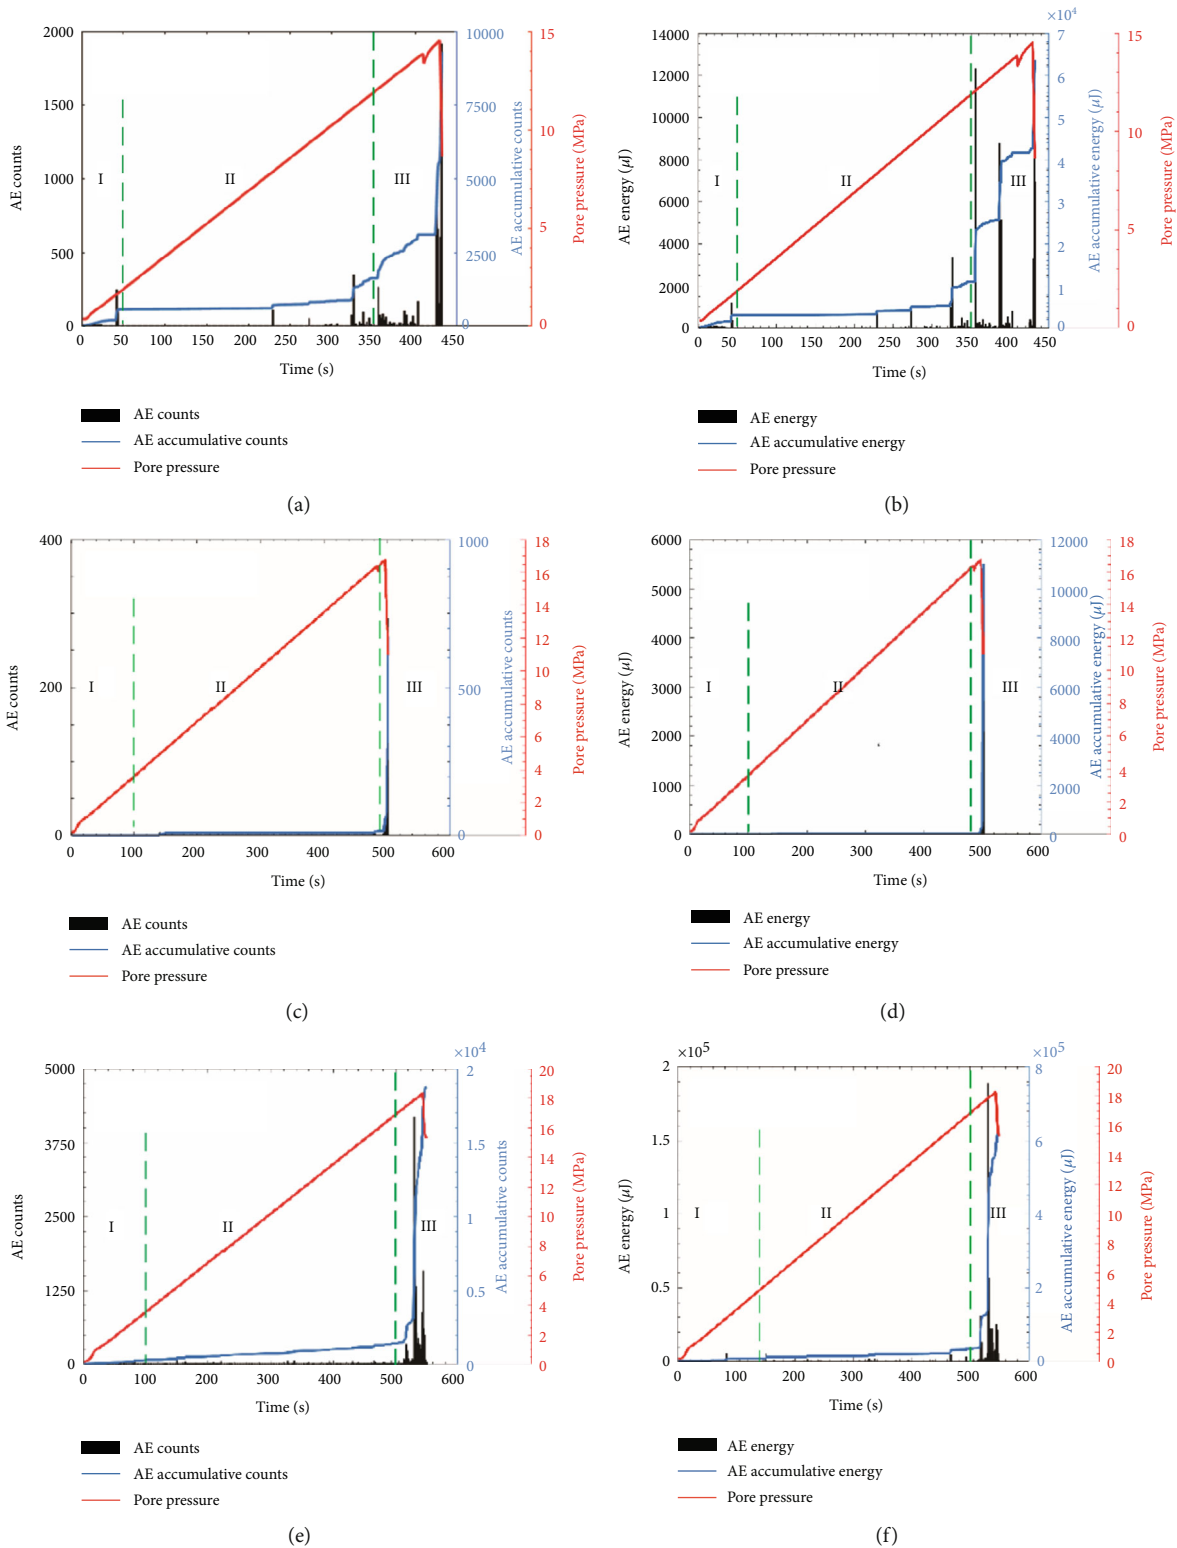 2000
1500
1000
500
0
AE counts
I
II
III
10000
7500
5000
2500
0
AE accumulative counts
15
10
5
0
Pore pressure (MPa)
0 50 100 150 200 250 300 350 400 450
Time (s)
AE counts
AE accumulative counts
Pore pressure
(a)
14000
12000
10000
8000
6000
4000
2000
0
AE energy (μJ)
I
II
III
×10⁴
7
6
5
4
3
2
1
0
AE accumulative energy (μJ)
15
10
5
0
Pore pressure (MPa)
0 50 100 150 200 250 300 350 400 450
Time (s)
AE energy
AE accumulative energy
Pore pressure
(b)
400
200
0
AE counts
I
II
III
1000
500
0
AE accumulative counts
18
16
14
12
10
8
6
4
2
0
Pore pressure (MPa)
0 100 200 300 400 500 600
Time (s)
AE counts
AE accumulative counts
Pore pressure
(c)
6000
5000
4000
3000
2000
1000
0
AE energy (μJ)
I
II
III
12000
10000
8000
6000
4000
2000
0
AE accumulative energy (μJ)
18
16
14
12
10
8
6
4
2
0
Pore pressure (MPa)
0 100 200 300 400 500 600
Time (s)
AE energy
AE accumulative energy
Pore pressure
(d)
5000
3750
2500
1250
0
AE counts
I
II
III
×10⁴
2
1.5
1
0.5
0
AE accumulative counts
20
18
16
14
12
10
8
6
4
2
0
Pore pressure (MPa)
0 100 200 300 400 500 600
Time (s)
AE counts
AE accumulative counts
Pore pressure
(e)
×10⁵
2
1.5
1
0.5
0
AE energy (μJ)
I
II
III
×10⁵
8
6
4
2
0
AE accumulative energy (μJ)
20
18
16
14
12
10
8
6
4
2
0
Pore pressure (MPa)
0 100 200 300 400 500 600
Time (s)
AE energy
AE accumulative energy
Pore pressure
(f)